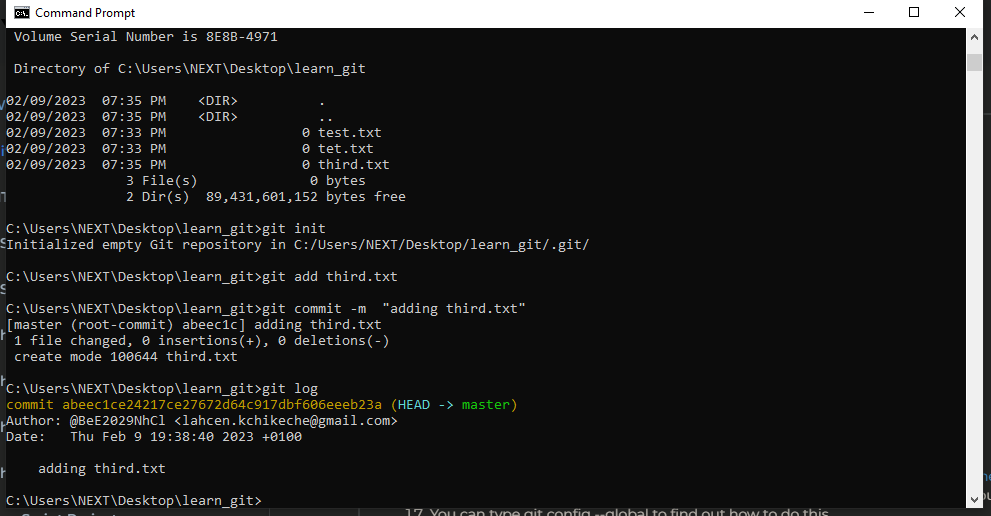 Command Prompt
Volume Serial Number is 8E8B-4971
Directory of C:\Users\NEXT\Desktop\learn_git
02/09/2023  07:35 PM    <DIR>          .
02/09/2023  07:35 PM    <DIR>          ..
02/09/2023  07:33 PM                 0 test.txt
02/09/2023  07:33 PM                 0 tet.txt
02/09/2023  07:35 PM                 0 third.txt
3 File(s)              0 bytes
2 Dir(s)  89,431,601,152 bytes free
C:\Users\NEXT\Desktop\learn_git>git init
Initialized empty Git repository in C:/Users/NEXT/Desktop/learn_git/.git/
C:\Users\NEXT\Desktop\learn_git>git add third.txt
C:\Users\NEXT\Desktop\learn_git>git commit -m  "adding third.txt"
[master (root-commit) abeec1c] adding third.txt
1 file changed, 0 insertions(+), 0 deletions(-)
create mode 100644 third.txt
C:\Users\NEXT\Desktop\learn_git>git log
commit abeec1ce24217ce27672d64c917dbf606eeeb23a (HEAD -> master)
Author: @BeE2029NhCl <lahcen.kchikeche@gmail.com>
Date:   Thu Feb 9 19:38:40 2023 +0100
adding third.txt
C:\Users\NEXT\Desktop\learn_git>
17. You can type git config --global to find out how to do this